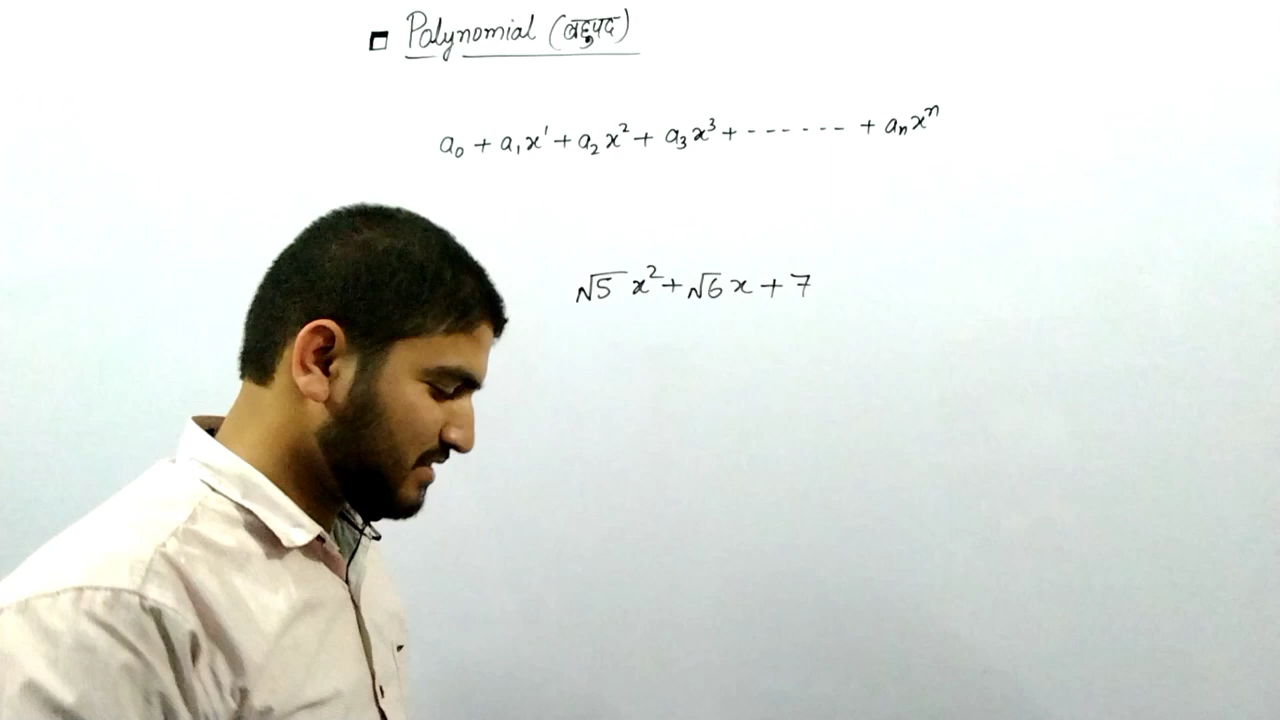 Polynomial (बहुपद)
a₀ + a₁x¹ + a₂x² + a₃x³ + ------ + aₙxⁿ
√5 x² + √6 x + 7